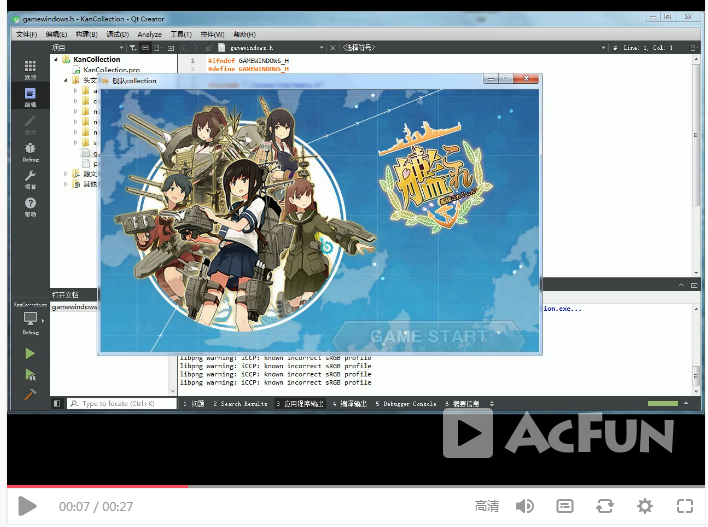 gamewindows.h - KanCollection - Qt Creator
文件(F) 编辑(E) 构建(B) 调试(D) Analyze 工具(T) 控件(W) 帮助(H)
项目
gamewindows.h
<选择符号>
# Line: 1, Col:
KanCollection
KanCollection.pro
头文
源文
其他
欢迎
编辑
设计
Debug
项目
帮助
1 #ifndef GAMEWINDOWS_H
2 #define GAMEWINDOWS_H
舰队collection
艦これ
GAME START
打开文档
gamewindows
KanCollection
Debug
ion.exe...
libpng warning: iCCP: known incorrect sRGB profile
libpng warning: iCCP: known incorrect sRGB profile
libpng warning: iCCP: known incorrect sRGB profile
libpng warning: iCCP: known incorrect sRGB profile
Type to locate (Ctrl+K)
1 问题 2 Search Results 3 应用程序输出 4 编译输出 5 Debugger Console 6 概要信息
AcFun
00:07 / 00:27
高清